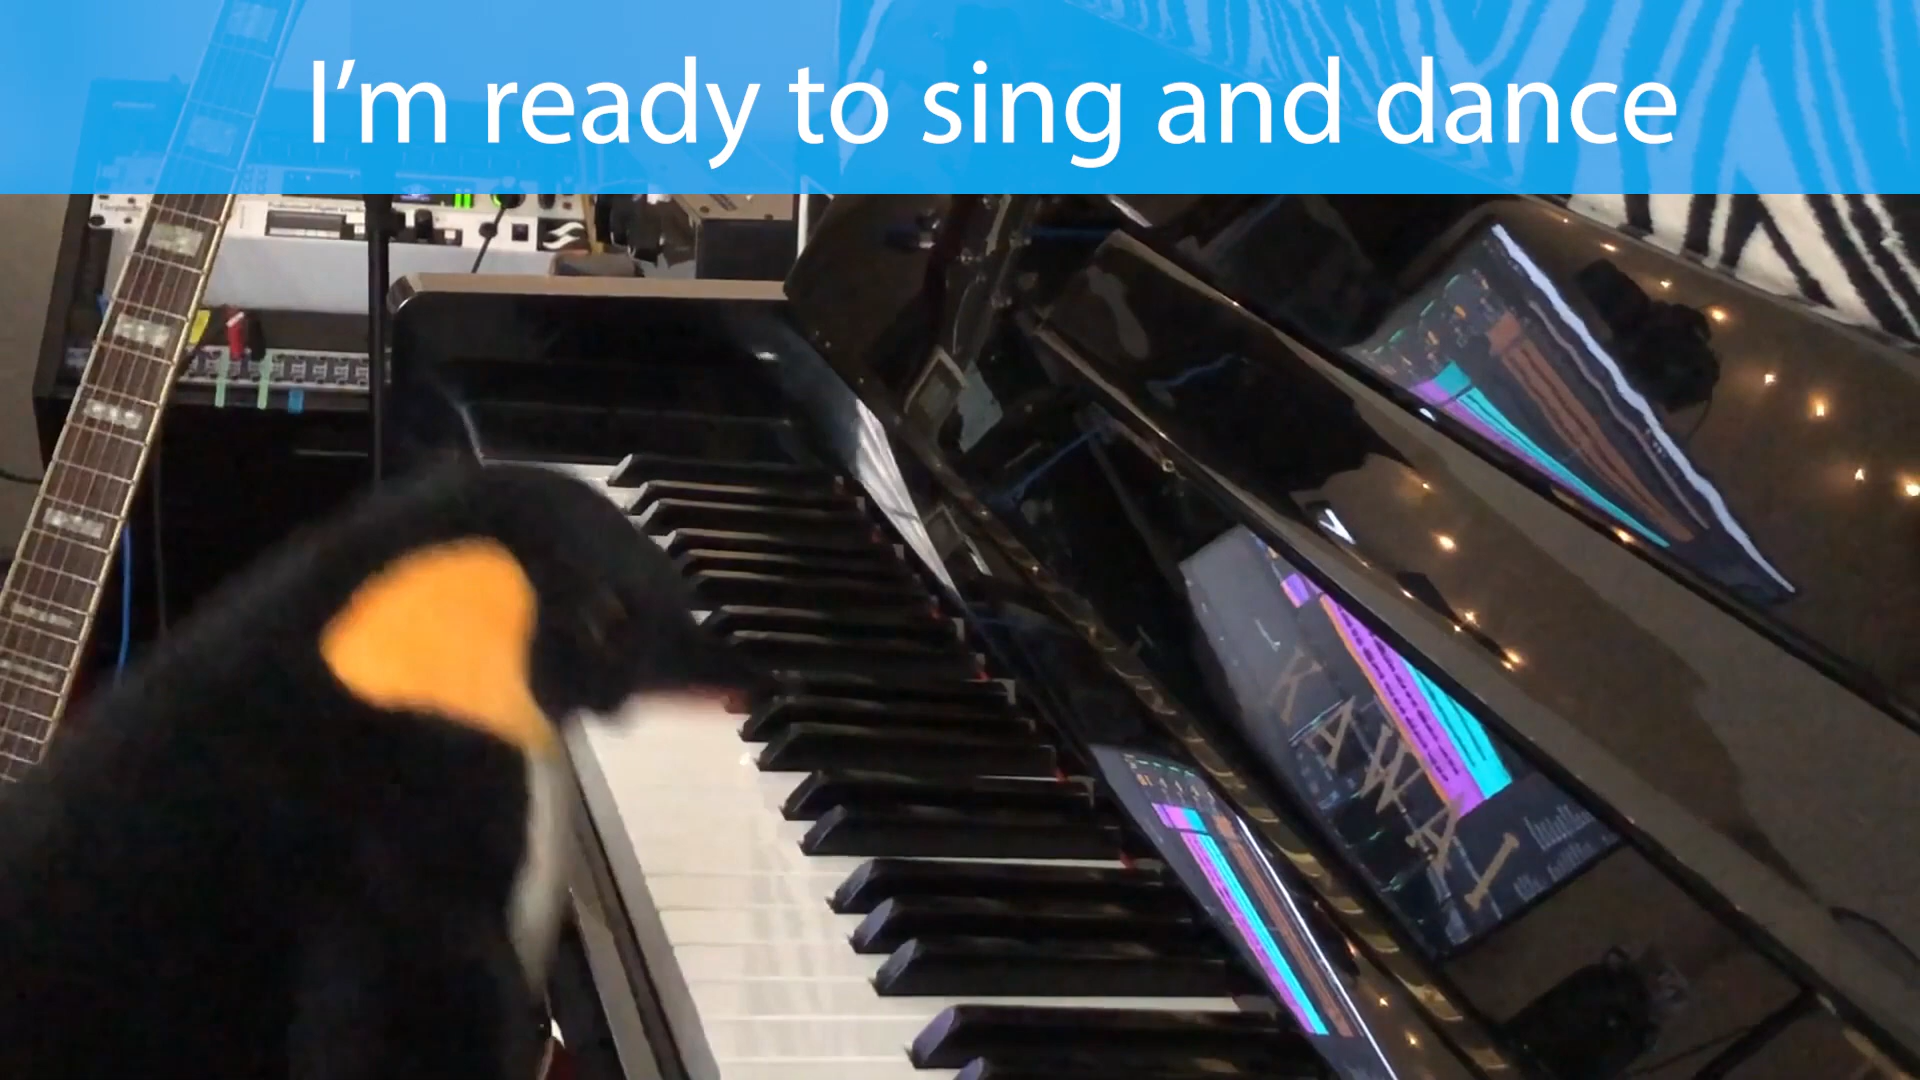 I’m ready to sing and dance
KAWAI